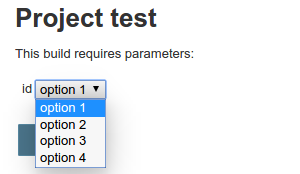 Project test
This build requires parameters:
id option 1 ▼
option 1
option 2
option 3
option 4